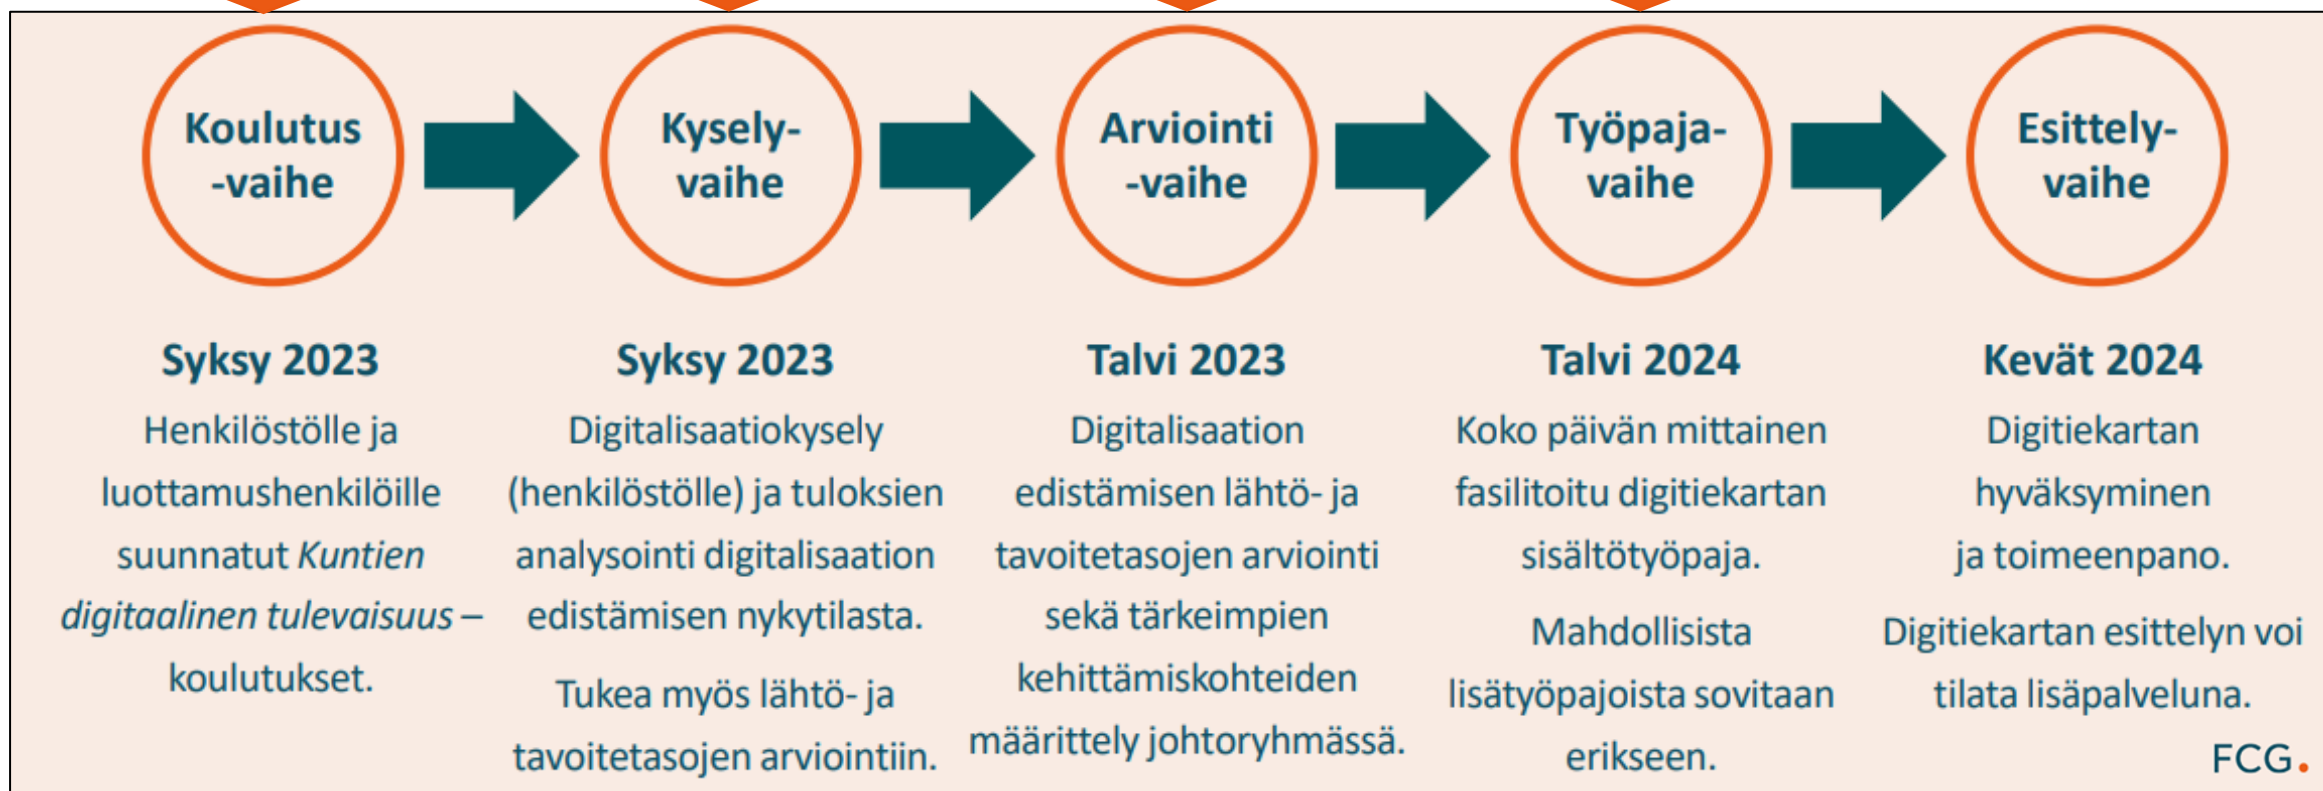 Koulutus
-vaihe
Kysely-
vaihe
Arviointi
-vaihe
Työpaja-
vaihe
Esittely-
vaihe
Syksy 2023
Henkilöstölle ja
luottamushenkilöille
suunnatut Kuntien
digitaalinen tulevaisuus –
koulutukset.
Syksy 2023
Digitalisaatiokysely
(henkilöstölle) ja tuloksien
analysointi digitalisaation
edistämisen nykytilasta.
Tukea myös lähtö- ja
tavoitetasojen arviointiin.
Talvi 2023
Digitalisaation
edistämisen lähtö- ja
tavoitetasojen arviointi
sekä tärkeimpien
kehittämiskohteiden
määrittely johtoryhmässä.
Talvi 2024
Koko päivän mittainen
fasilitoitu digitiekartan
sisältötyöpaja.
Mahdollisista
lisätyöpajoista sovitaan
erikseen.
Kevät 2024
Digitiekartan
hyväksyminen
ja toimeenpano.
Digitiekartan esittelyn voi
tilata lisäpalveluna.
FCG.